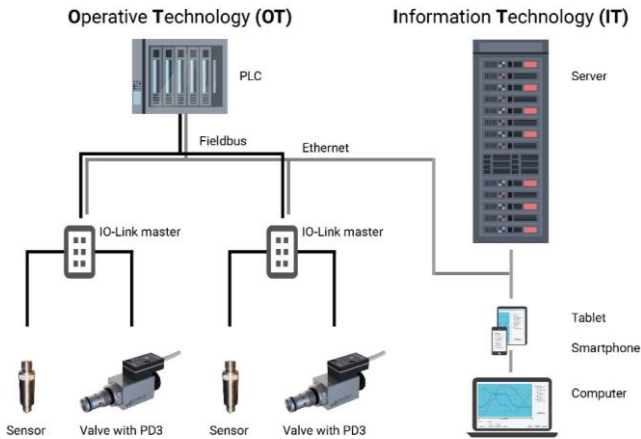 Operative Technology (OT)
Information Technology (IT)
PLC
Server
Fieldbus
Ethernet
IO-Link master
IO-Link master
Tablet
Smartphone
Computer
Sensor
Valve with PD3
Sensor
Valve with PD3